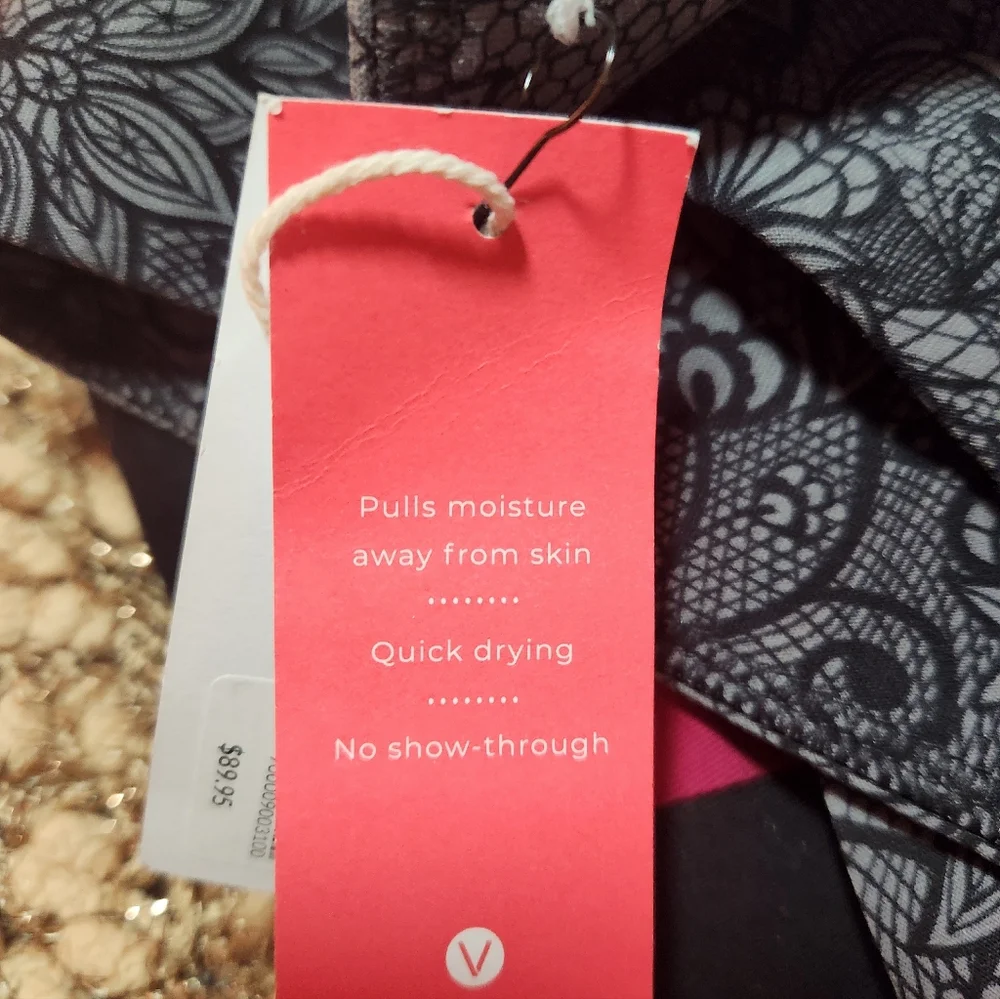 Pulls moisture
away from skin
Quick drying
No show-through
V
$89.95